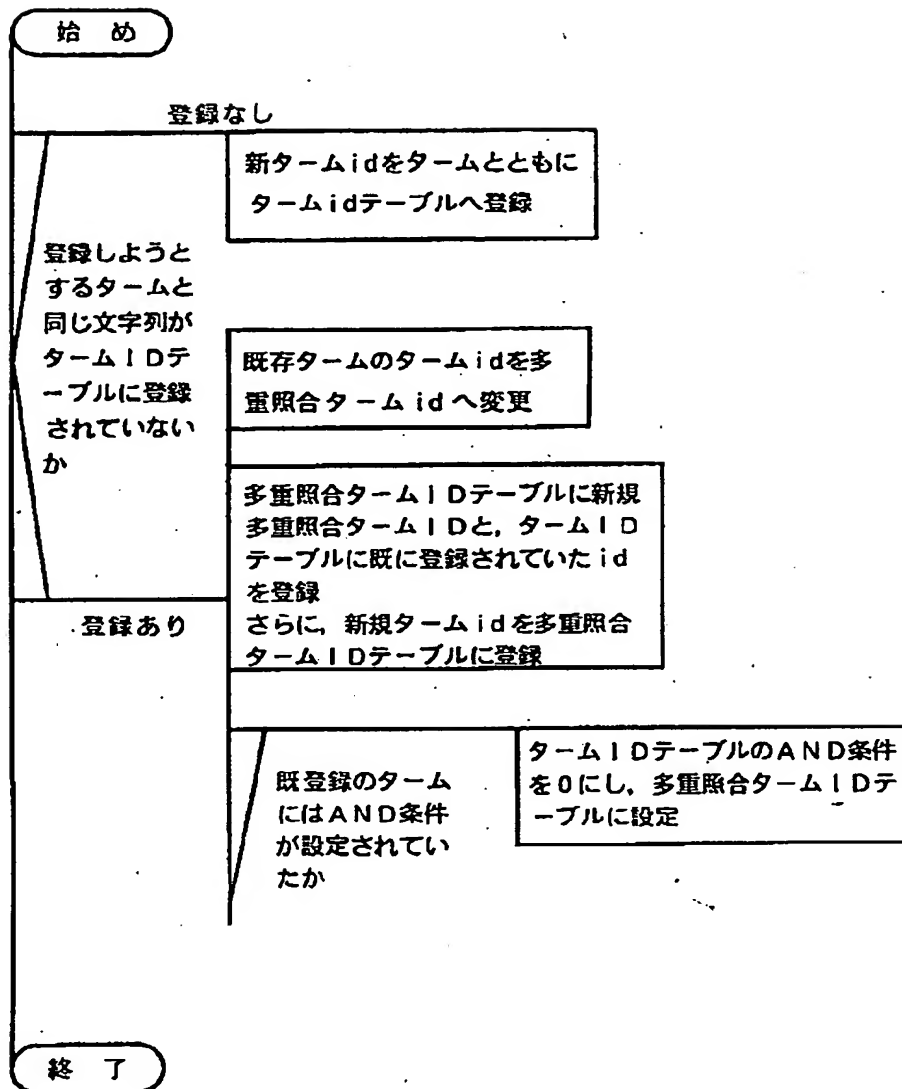 始 め
登録なし
新タームidをタームとともに
タームidテーブルへ登録
登録しようと
するタームと
同じ文字列が
タームIDテ
ーブルに登録
されていない
か
既存タームのタームidを多
重照合タームidへ変更
多重照合タームIDテーブルに新規
多重照合タームIDと,タームID
テーブルに既に登録されていたid
を登録
さらに,新規タームidを多重照合
タームIDテーブルに登録
登録あり
既登録のターム
にはAND条件
が設定されてい
たか
タームIDテーブルのAND条件
を0にし,多重照合タームIDテ
ーブルに設定
終 了